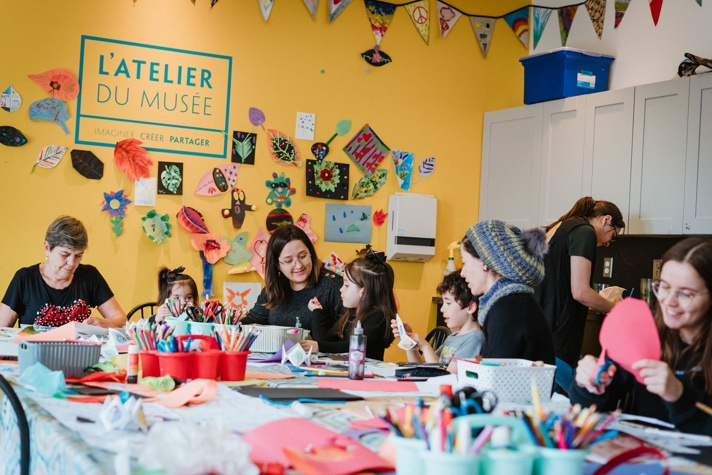 L'ATELIER
DU MUSÉE
IMAGINER CRÉER PARTAGER